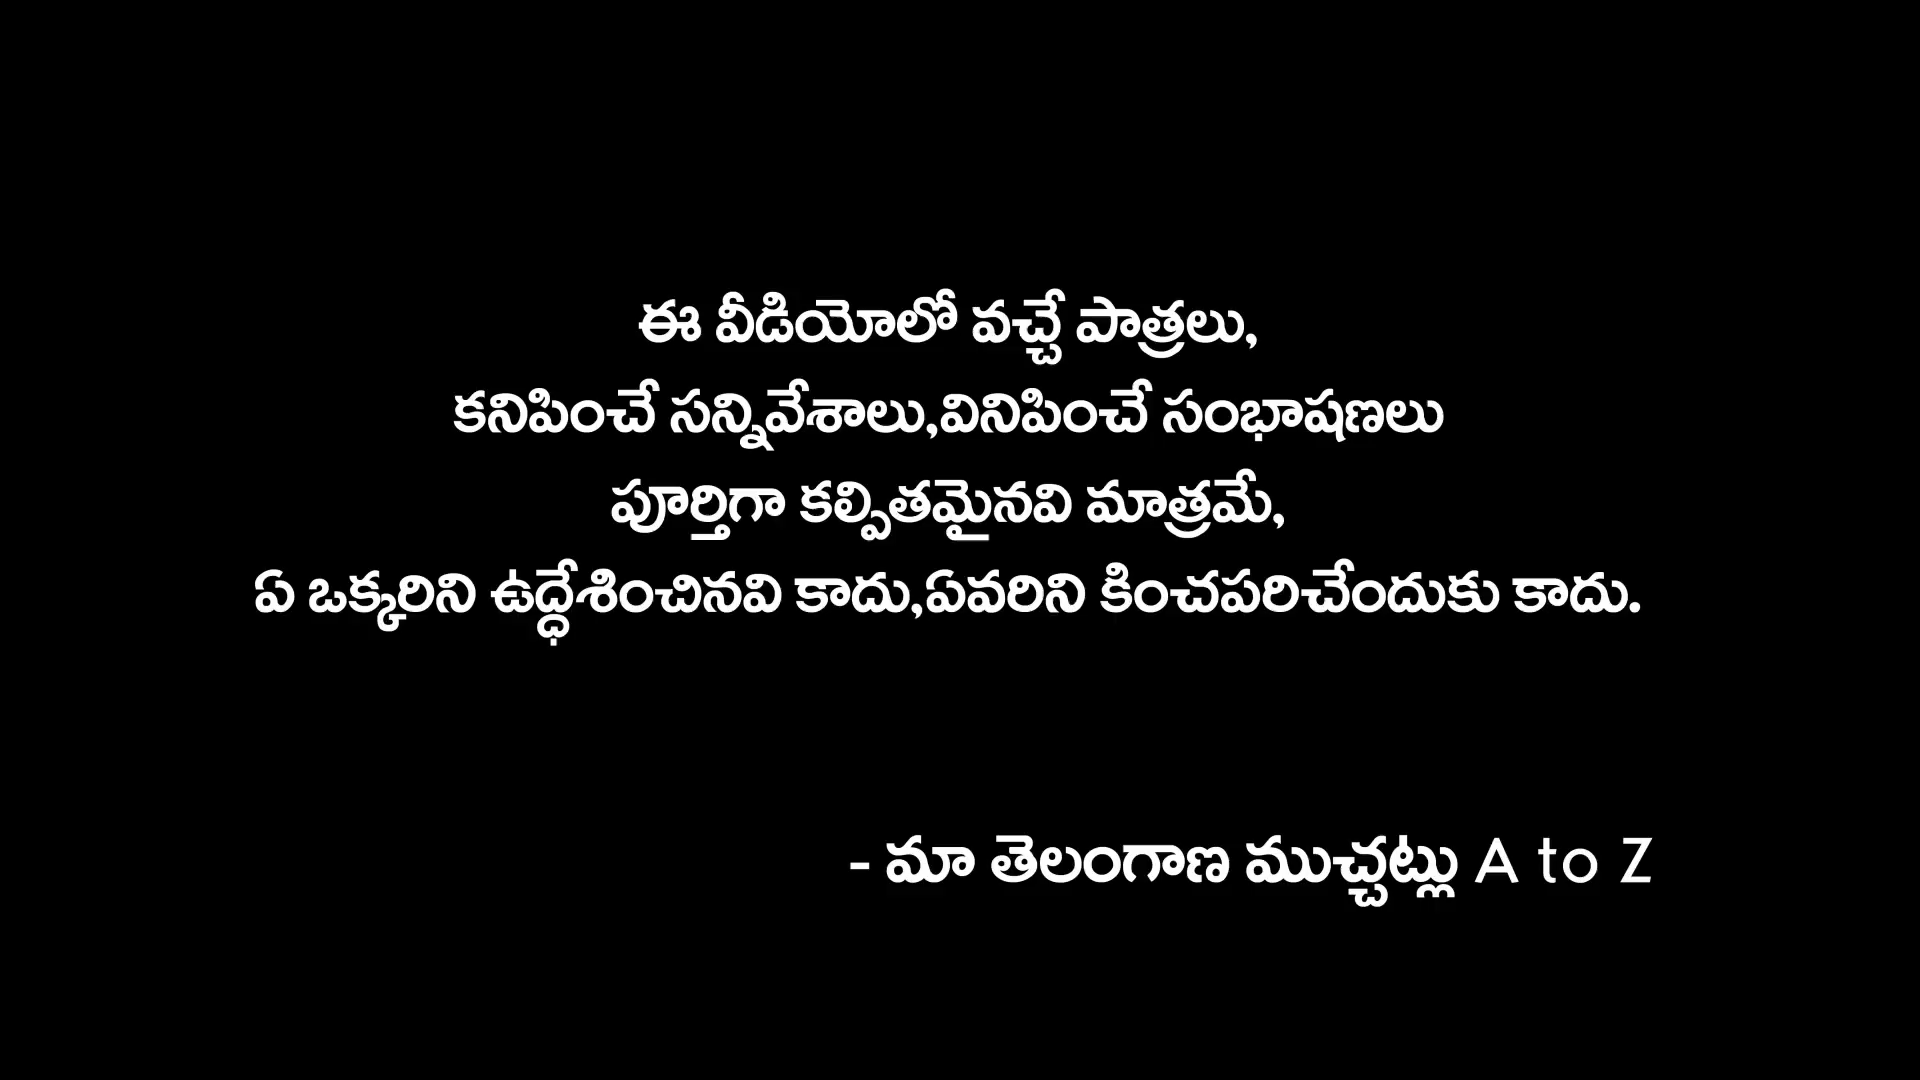 ఈ వీడియోలో వచ్చే పాత్రలు,
కనిపించే సన్నివేశాలు,వినిపించే సంభాషణలు
పూర్తిగా కల్పితమైనవి మాత్రమే,
ఏ ఒక్కరిని ఉద్ధేశించినవి కాదు,ఏవరిని కించపరిచేందుకు కాదు.
- మా తెలంగాణ ముచ్చట్లు A to Z